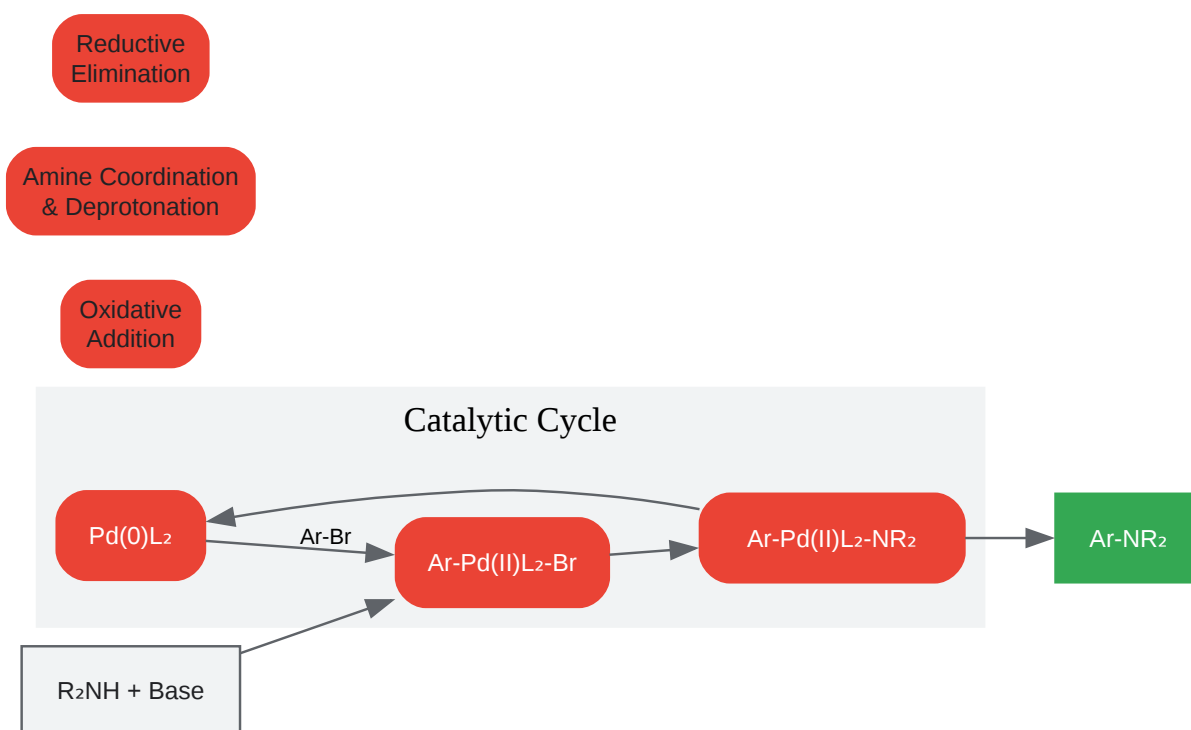 Reductive
Elimination
Amine Coordination
& Deprotonation
Oxidative
Addition
Catalytic Cycle
Pd(0)L₂
Ar-Br
Ar-Pd(II)L₂-Br
Ar-Pd(II)L₂-NR₂
Ar-NR₂
R₂NH + Base